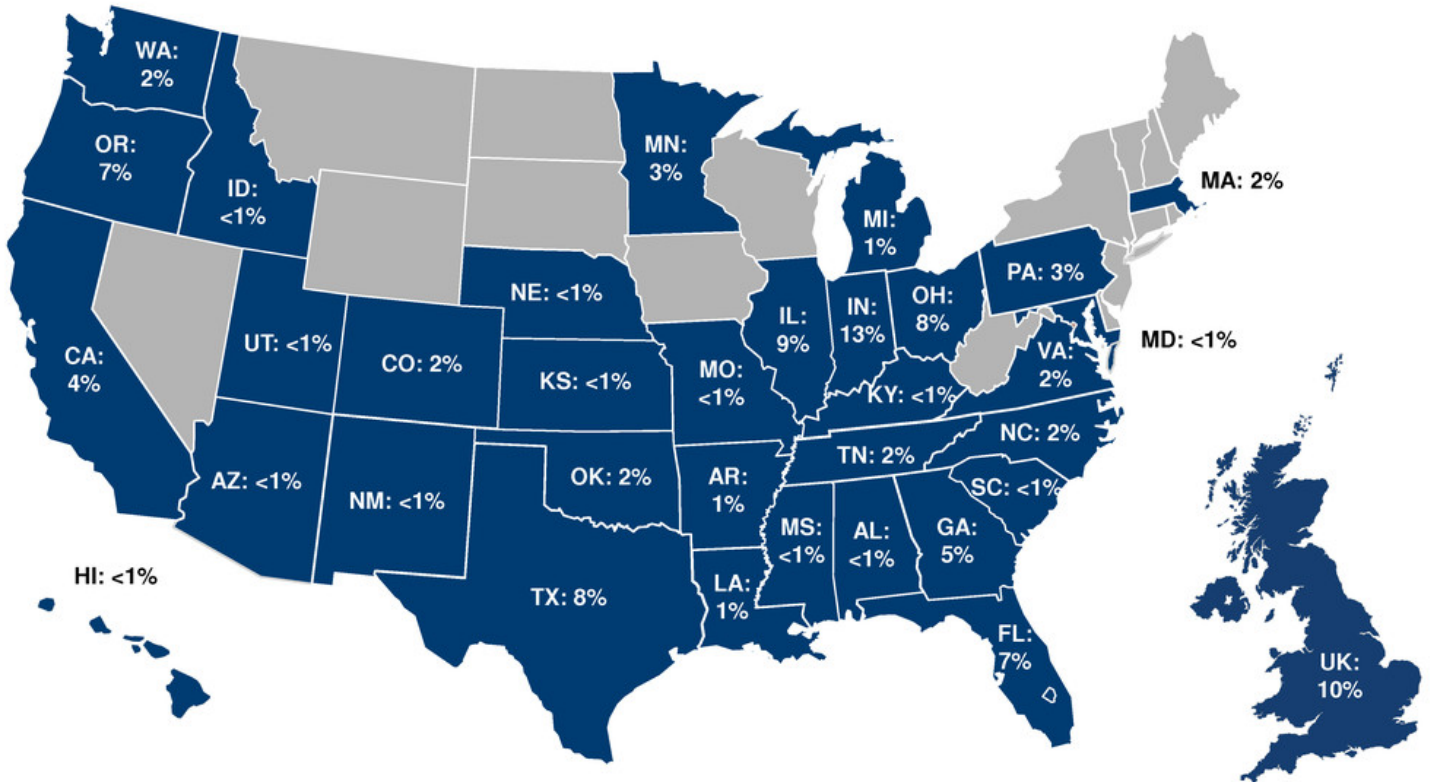 WA:
2%
OR:
7%
ID:
<1%
MN:
3%
MA: 2%
MI:
1%
PA: 3%
NE: <1%
IL:
9%
IN:
13%
OH:
8%
MD: <1%
UT: <1%
CO: 2%
CA:
4%
KS: <1%
MO:
<1%
KY: <1%
VA:
2%
NC: 2%
TN: 2%
AZ: <1%
NM: <1%
OK: 2%
AR:
1%
SC: <1%
MS:
<1%
AL:
<1%
GA:
5%
HI: <1%
TX: 8%
LA:
1%
FL:
7%
UK:
10%